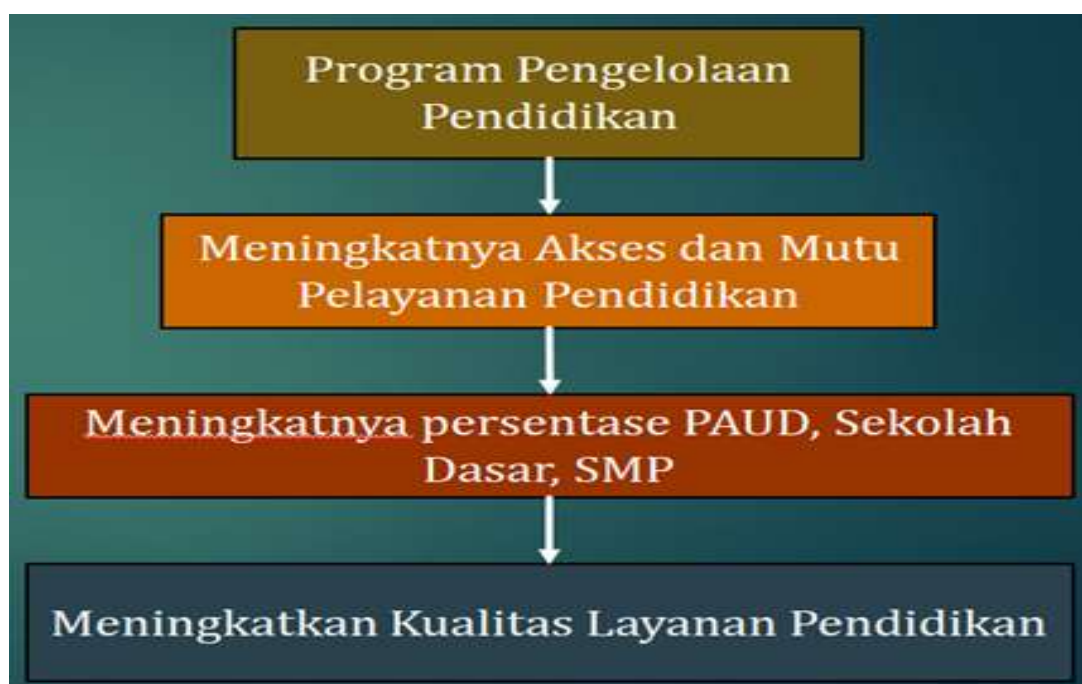 Program Pengelolaan
Pendidikan
Meningkatnya Akses dan Mutu
Pelayanan Pendidikan
Meningkatnya persentase PAUD, Sekolah
Dasar, SMP
Meningkatkan Kualitas Layanan Pendidikan